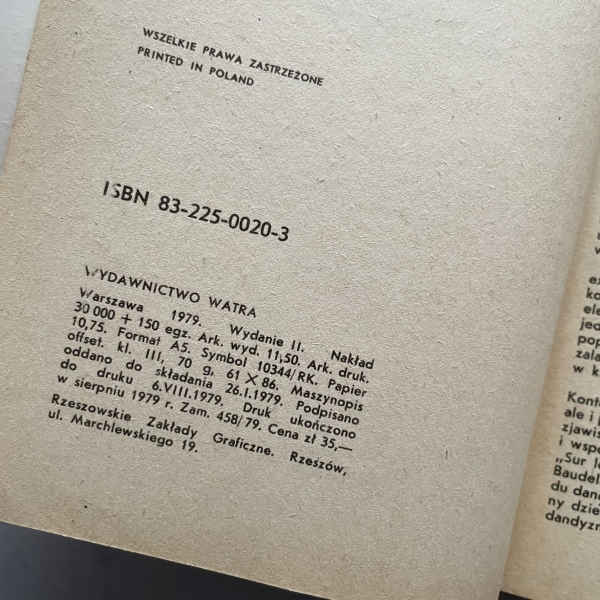 WSZELKIE PRAWA ZASTRZEŻONE
PRINTED IN POLAND
ISBN 83-225-0020-3
WYDAWNICTWO WATRA
Warszawa 1979. Wydanie II. Nakład
30 000 + 150 egz. Ark. wyd. 11,50. Ark. druk.
10,75. Format A5. Symbol 10344/RK. Papier
offset. kl. III, 70 g, 61 X 86. Maszynopis
oddano do składania 26.I.1979. Podpisano
do druku 6.VIII.1979. Druk ukończono
w sierpniu 1979 r. Zam. 458/79. Cena zł 35,—
Rzeszowskie Zakłady Graficzne. Rzeszów,
ul. Marchlewskiego 19.
ale i
zjawis
i wspó
„Sur l
Baudel
du dan
ny dzie
dandyzn